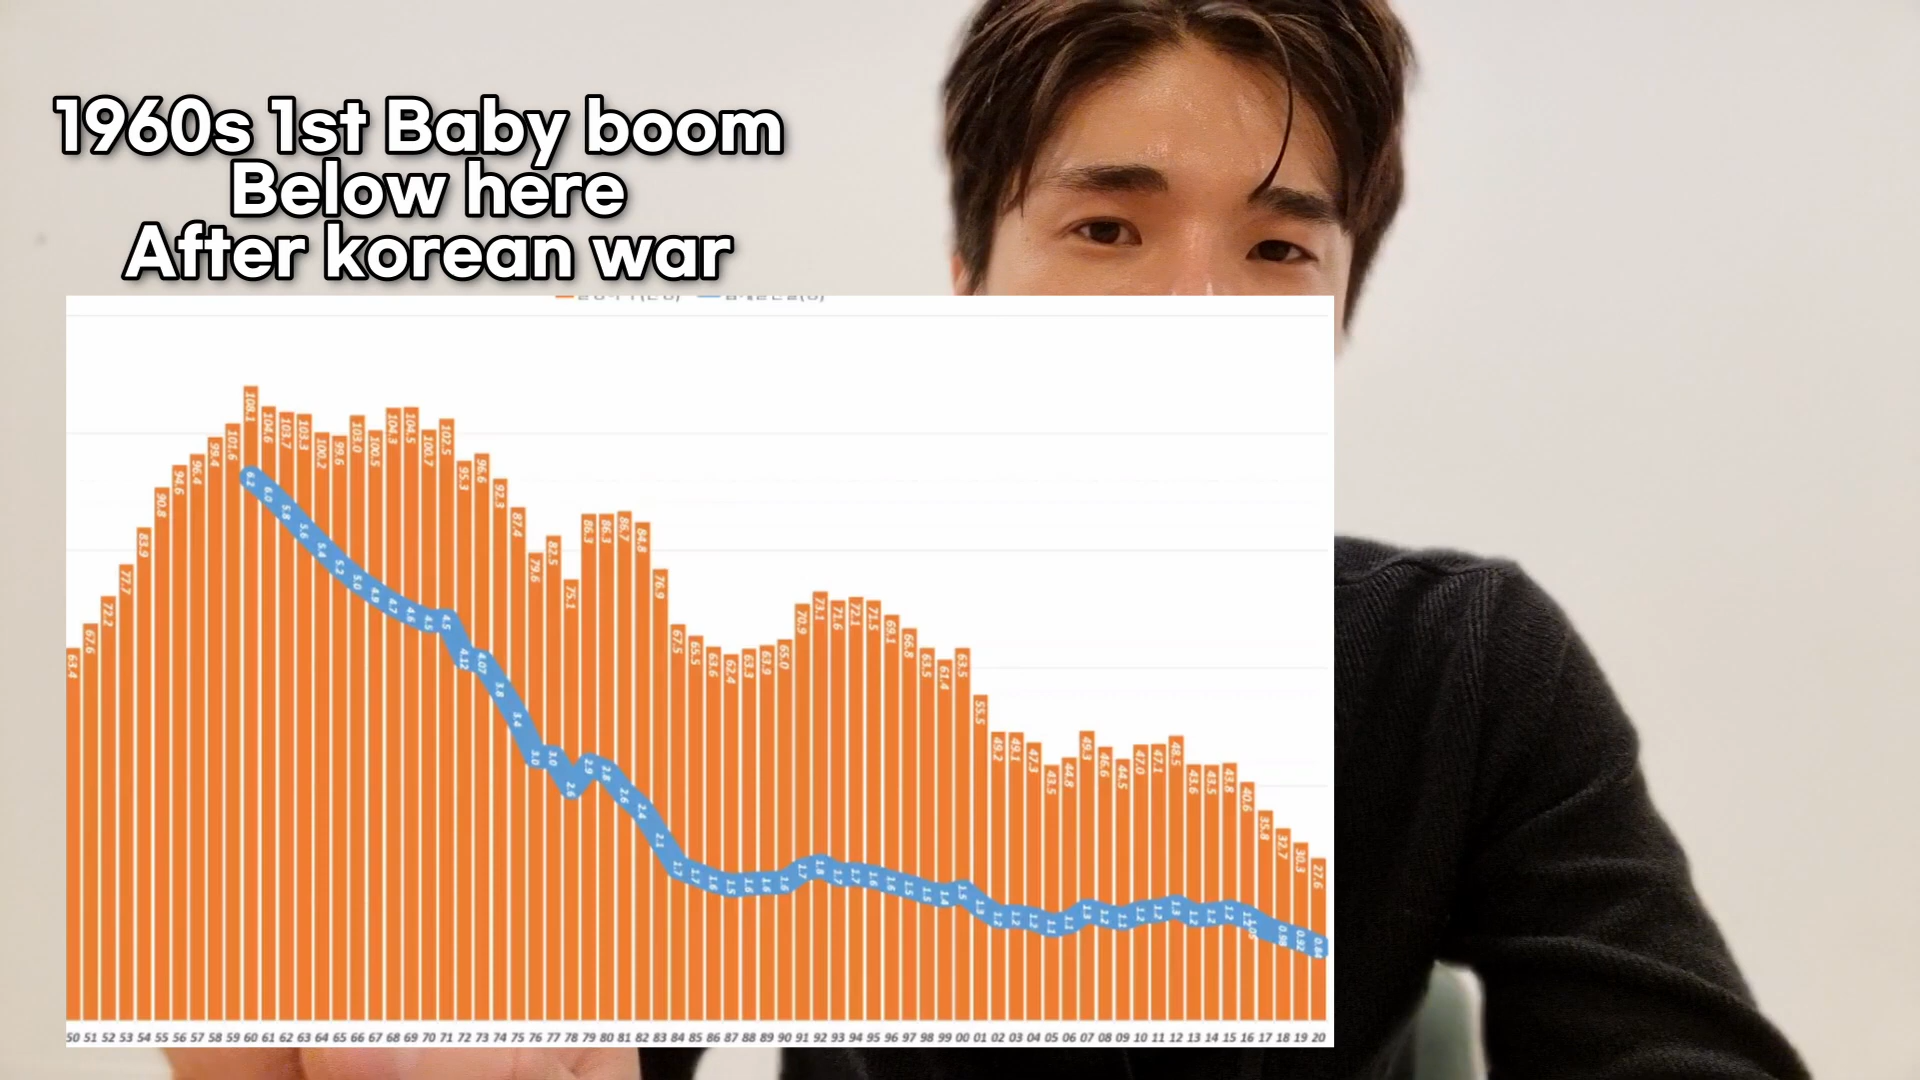 1960s 1st Baby boom
Below here
After korean war
63.4 67.6 72.2 77.7 83.9 90.8 94.6 96.4 99.4 101.6 108.1 104.6 103.7 103.3 100.2 99.6 103.0 100.5 104.3 104.5 100.7 102.5 95.3 96.6 92.3 87.4 79.6 82.5 75.1 86.3 86.3 86.7 84.8 76.9 67.5 65.5 63.6 62.4 63.3 63.9 65.0 70.9 73.1 71.6 72.1 71.5 69.1 66.8 63.5 61.4 63.5 55.5 49.2 49.1 47.3 43.5 44.8 49.3 46.6 44.5 47.0 47.1 48.5 43.6 43.5 43.8 40.6 35.8 32.7 30.3 27.6
6.2 6.0 5.8 5.6 5.4 5.2 5.0 4.9 4.7 4.6 4.5 4.5 4.12 4.07 3.8 3.4 3.0 3.0 2.6 2.9 2.8 2.6 2.4 2.1 1.7 1.7 1.6 1.5 1.6 1.6 1.6 1.7 1.8 1.7 1.7 1.6 1.6 1.5 1.5 1.4 1.5 1.3 1.2 1.2 1.2 1.1 1.1 1.3 1.2 1.1 1.2 1.2 1.3 1.2 1.2 1.2 1.05 0.98 0.92 0.84
50 51 52 53 54 55 56 57 58 59 60 61 62 63 64 65 66 67 68 69 70 71 72 73 74 75 76 77 78 79 80 81 82 83 84 85 86 87 88 89 90 91 92 93 94 95 96 97 98 99 00 01 02 03 04 05 06 07 08 09 10 11 12 13 14 15 16 17 18 19 20